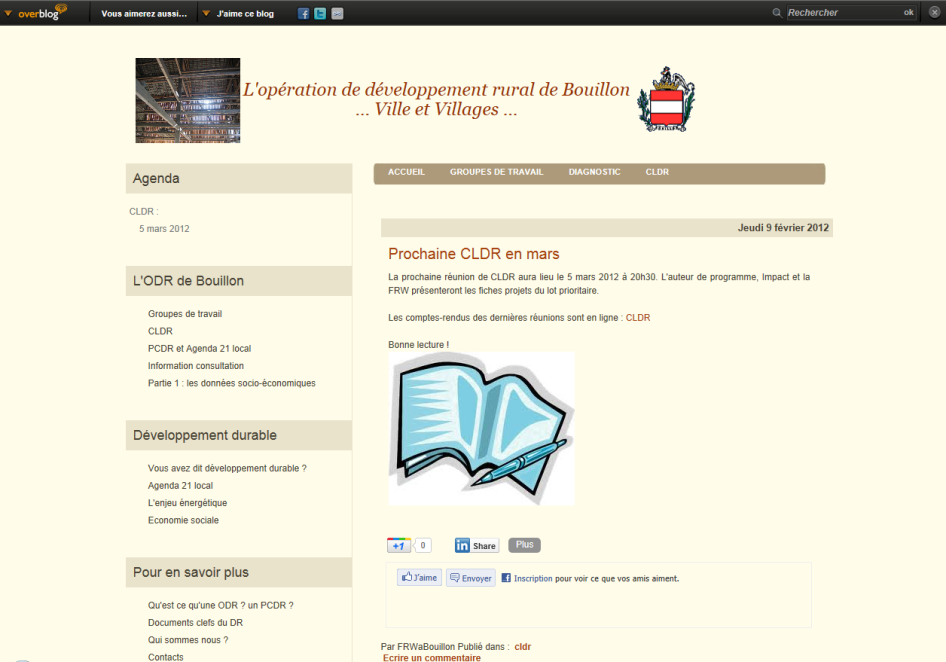 overblog
Vous aimerez aussi...
J'aime ce blog
Rechercher
ok
L'opération de développement rural de Bouillon
... Ville et Villages ...
Agenda
CLDR :
5 mars 2012
L'ODR de Bouillon
Groupes de travail
CLDR
PCDR et Agenda 21 local
Information consultation
Partie 1 : les données socio-économiques
Développement durable
Vous avez dit développement durable ?
Agenda 21 local
L'enjeu énergétique
Economie sociale
Pour en savoir plus
Qu'est ce qu'une ODR ? un PCDR ?
Documents clefs du DR
Qui sommes nous ?
Contacts
ACCUEIL GROUPES DE TRAVAIL DIAGNOSTIC CLDR
Jeudi 9 février 2012
Prochaine CLDR en mars
La prochaine réunion de CLDR aura lieu le 5 mars 2012 à 20h30. L'auteur de programme, Impact et la
FRW présenteront les fiches projets du lot prioritaire.
Les comptes-rendus des dernières réunions sont en ligne : CLDR
Bonne lecture !
+1 0 in Share Plus
J'aime Envoyer Inscription pour voir ce que vos amis aiment.
Par FRWaBouillon Publié dans : cldr
Ecrire un commentaire